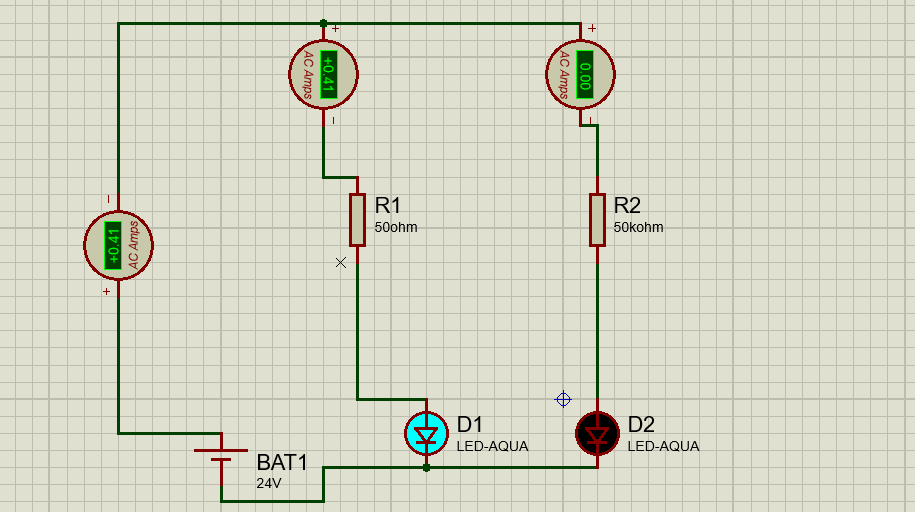 +
+
AC Amps
+0.41
AC Amps
0.00
−
−
−
R1
50ohm
R2
50kohm
+0.41
AC Amps
+
D1
LED-AQUA
D2
LED-AQUA
BAT1
24V